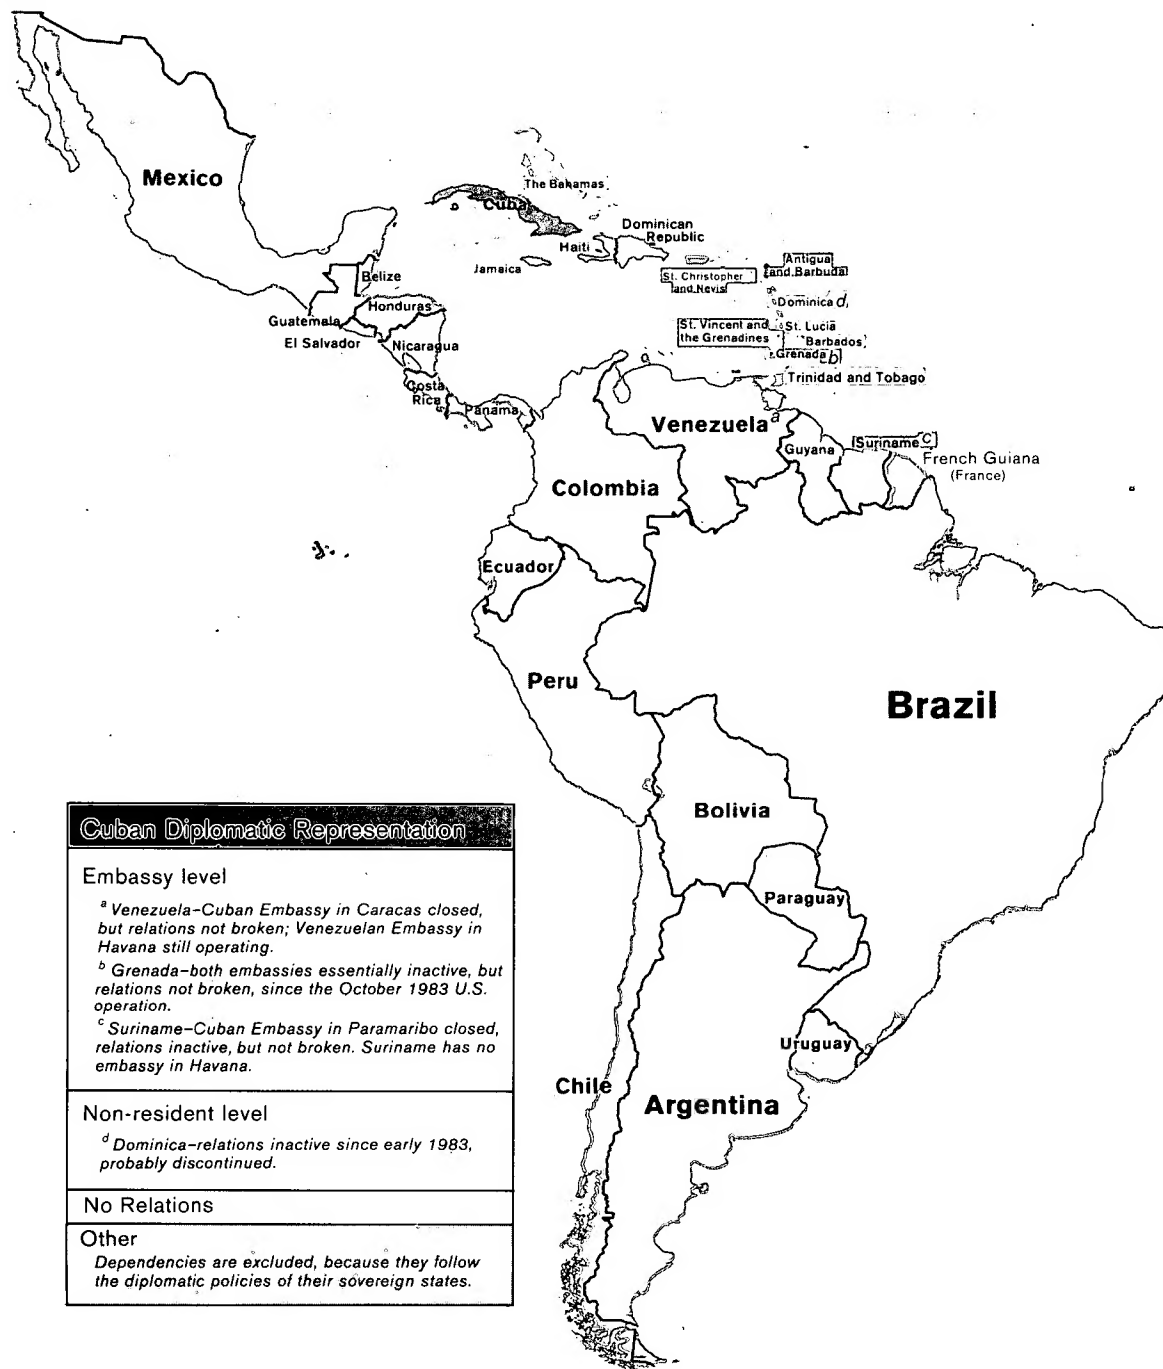 Mexico
The Bahamas
Cuba
Dominican
Republic
Haiti
Jamaica
Antigua
and Barbuda
St. Christopher
and Nevis
Belize
Dominica d
Honduras
Guatemala
El Salvador
St. Vincent and
the Grenadines
St. Lucia
Barbados
Nicaragua
Grenada b
Trinidad and Tobago
Costa
Rica
Panama
a
Venezuela
Guyana
Suriname c
French Guiana
(France)
Colombia
Ecuador
Peru
Brazil
Bolivia
Paraguay
Uruguay
Chile
Argentina
Cuban Diplomatic Representation
Embassy level
a Venezuela–Cuban Embassy in Caracas closed,
but relations not broken; Venezuelan Embassy in
Havana still operating.
b Grenada–both embassies essentially inactive, but
relations not broken, since the October 1983 U.S.
operation.
c Suriname–Cuban Embassy in Paramaribo closed,
relations inactive, but not broken. Suriname has no
embassy in Havana.
Non-resident level
d Dominica–relations inactive since early 1983,
probably discontinued.
No Relations
Other
Dependencies are excluded, because they follow
the diplomatic policies of their sovereign states.